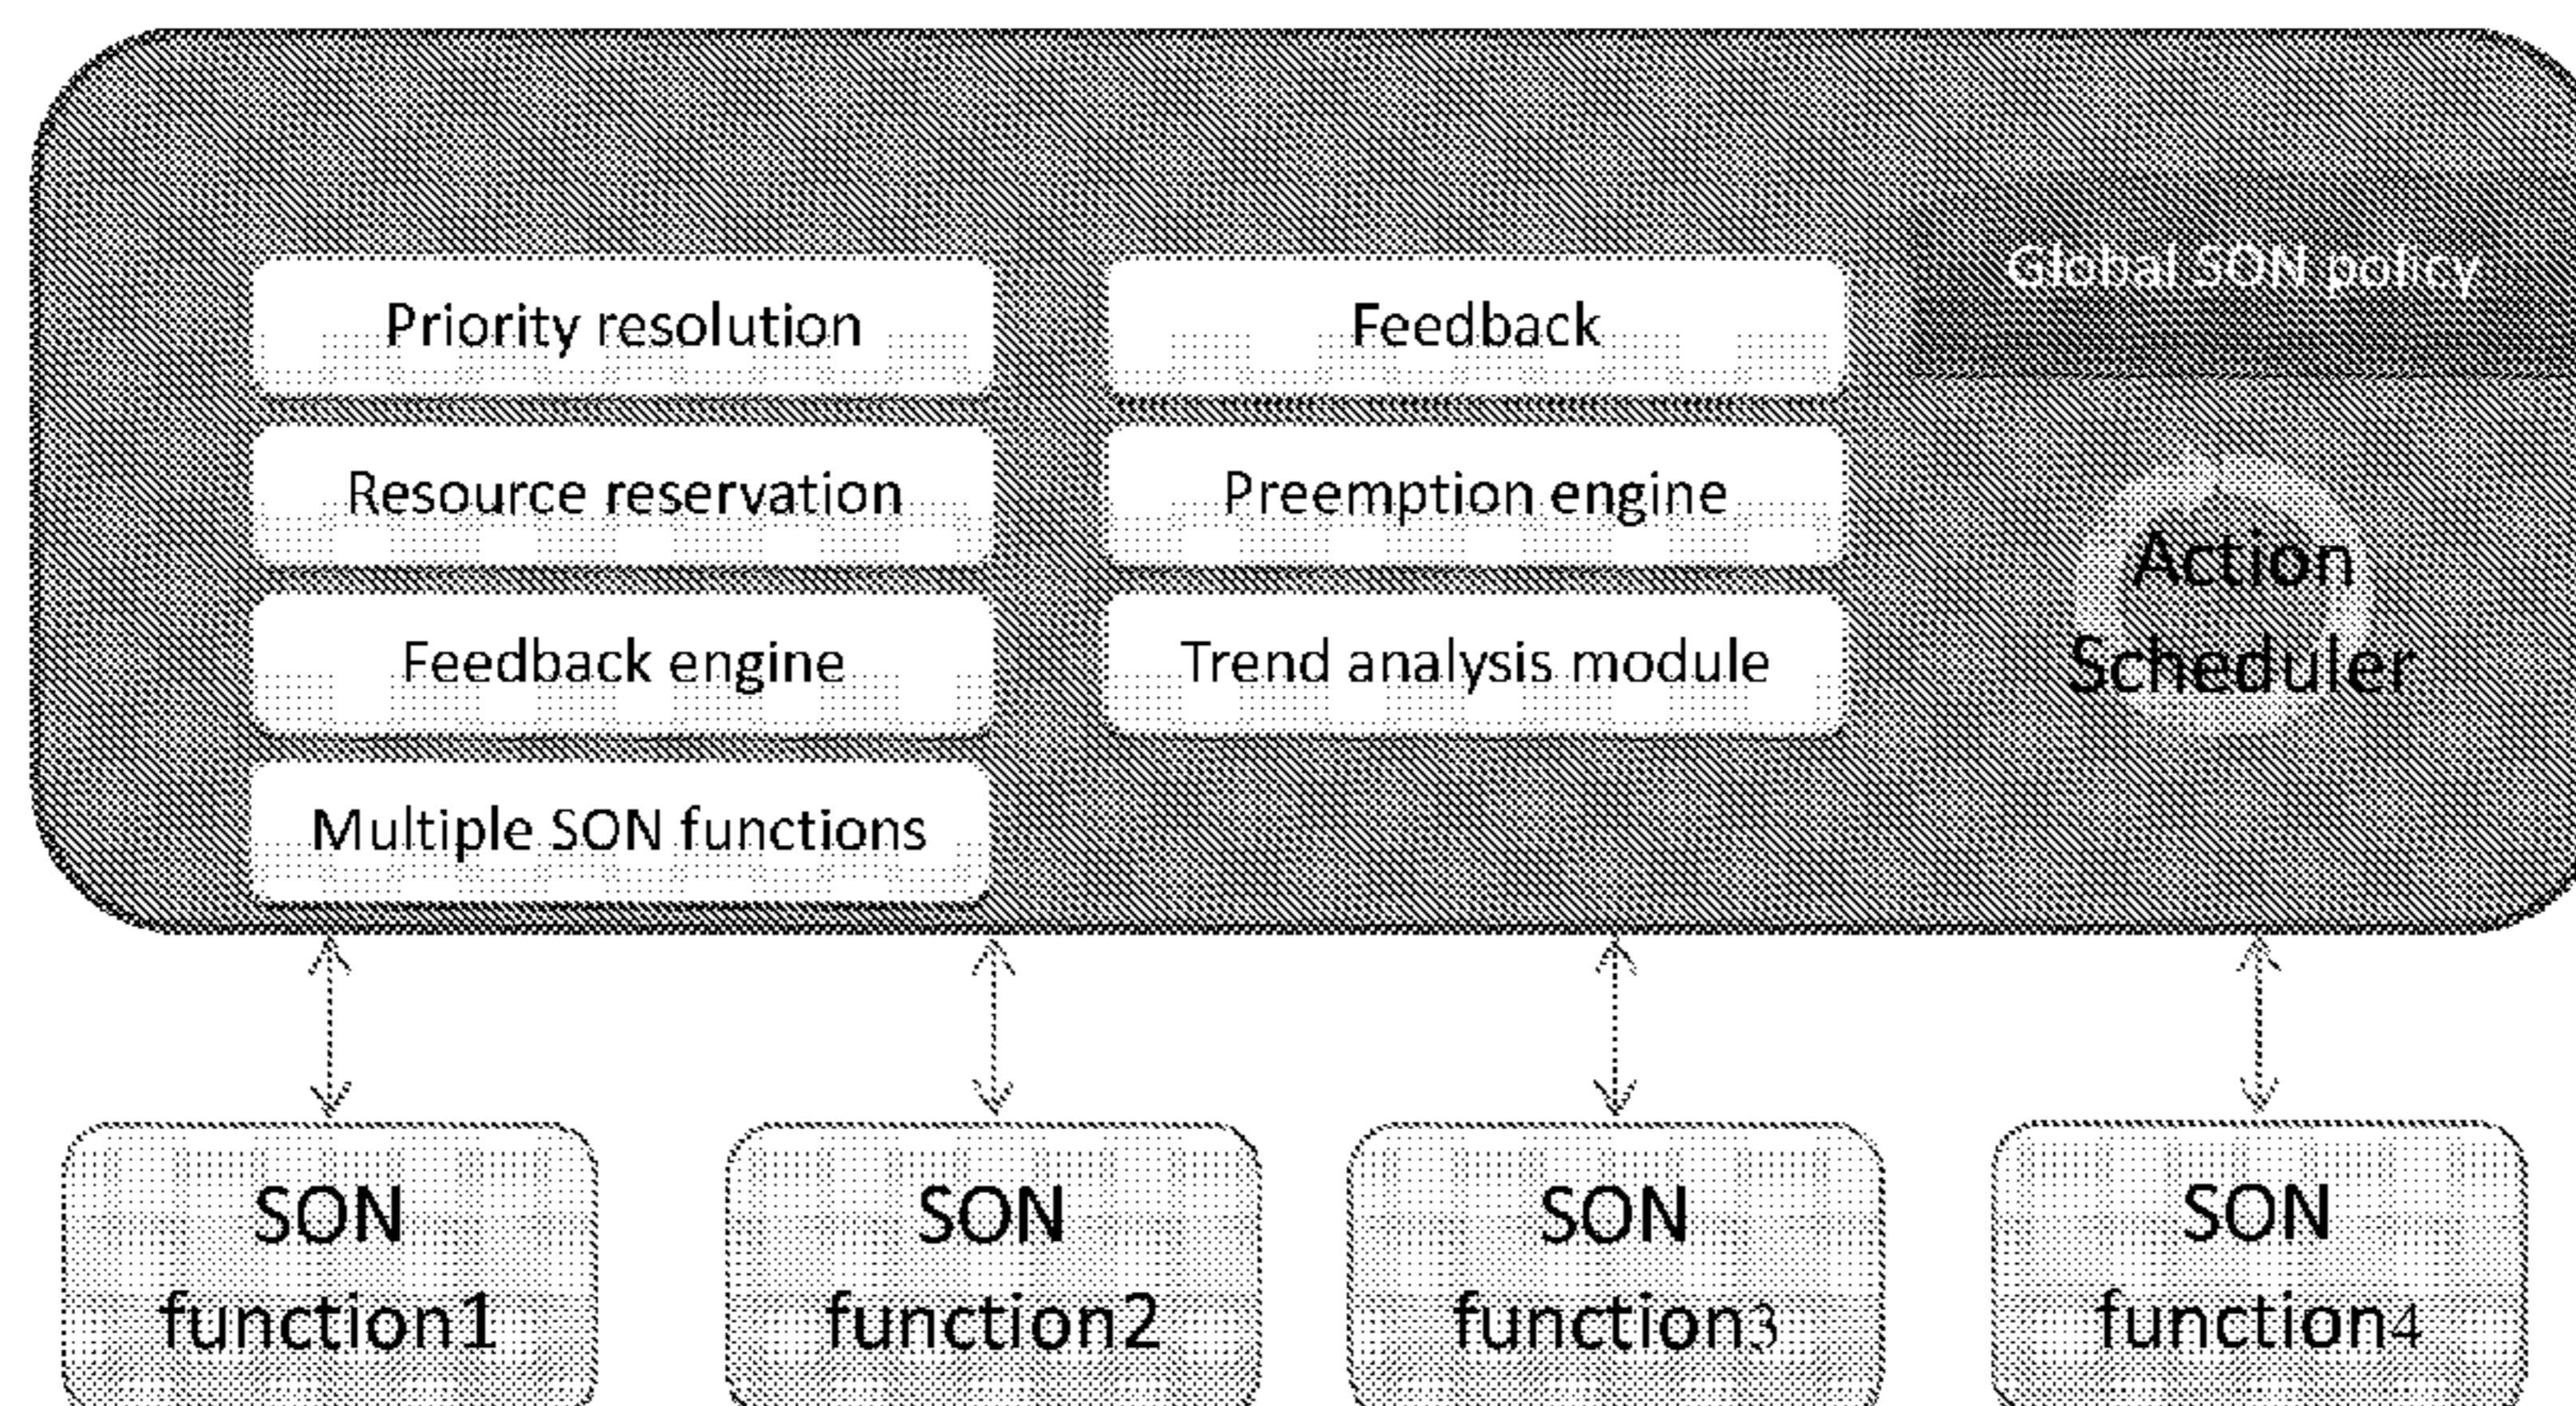 Priority resolution
Resource reservation
Feedback engine
Multiple SON functions
Feedback
Preemption engine
Trend analysis module
Global SON policy
Action
Scheduler
SON
function1
SON
function2
SON
function3
SON
function4